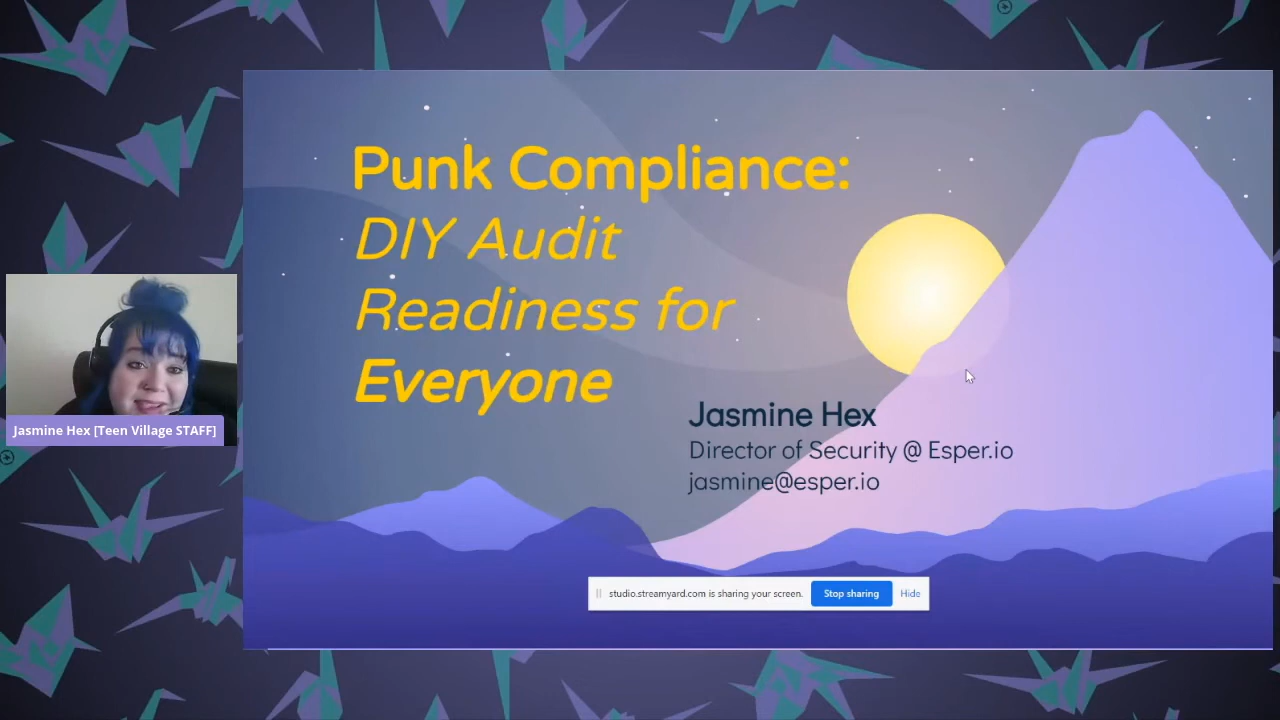 Punk Compliance:
DIY Audit
Readiness for
Everyone
Jasmine Hex
Director of Security @ Esper.io
jasmine@esper.io
Jasmine Hex [Teen Village STAFF]
studio.streamyard.com is sharing your screen.
Stop sharing
Hide